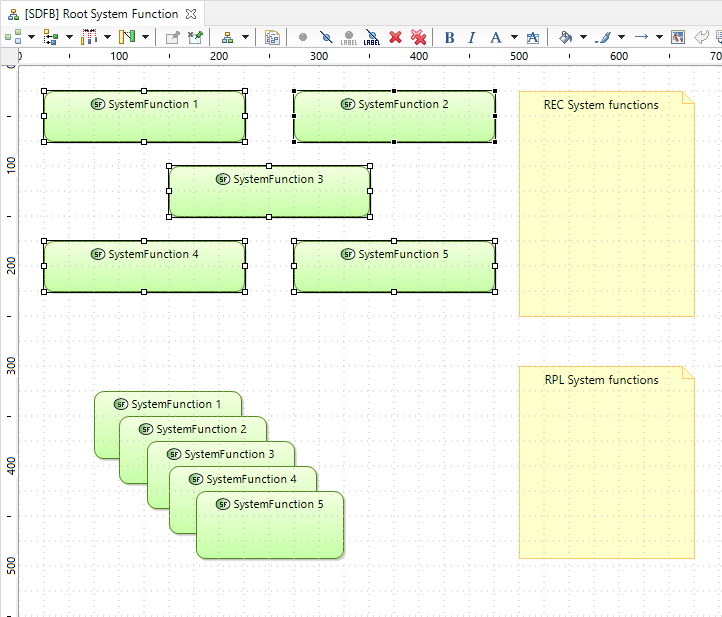 [SDFB] Root System Function
LABEL LABEL B I A A
0 100 200 300 400 500 600 70
0
SF SystemFunction 1
SF SystemFunction 2
REC System functions
100
SF SystemFunction 3
SF SystemFunction 4
SF SystemFunction 5
200
300
RPL System functions
SF SystemFunction 1
SF SystemFunction 2
SF SystemFunction 3
400
SF SystemFunction 4
SF SystemFunction 5
500